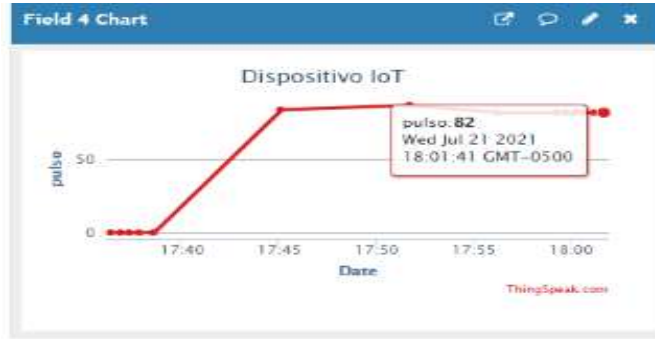 Field 4 Chart
Dispositivo IoT
pulso: 82
Wed Jul 21 2021
18:01:41 GMT-0500
pulso
50
0
17:40 17:45 17:50 17:55 18:00
Date
ThingSpeak.com